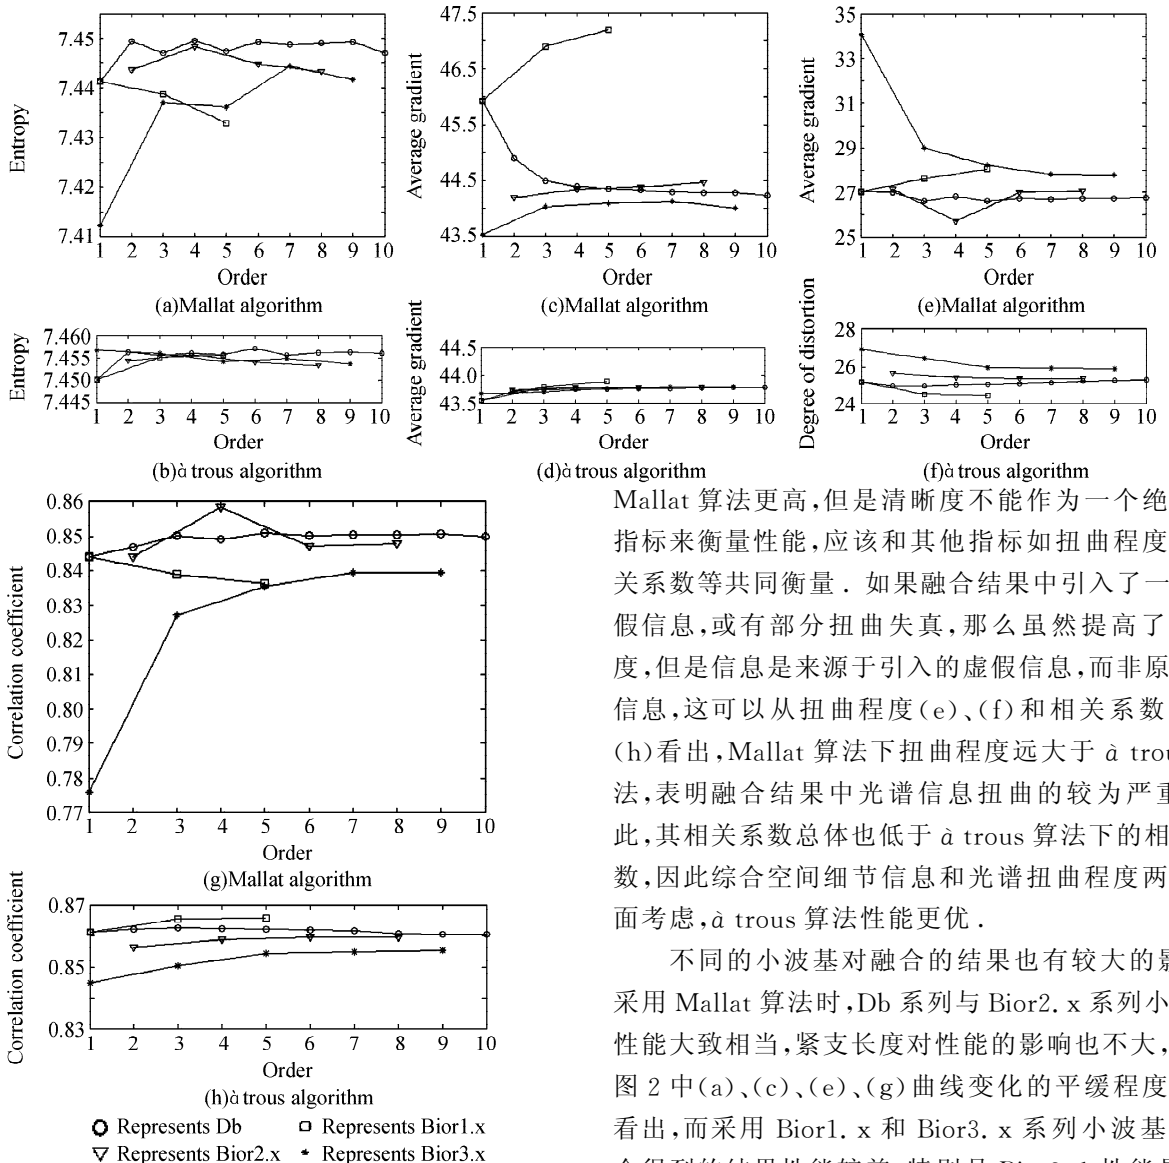 7.45
7.44
7.43
7.42
7.41
Entropy
1 2 3 4 5 6 7 8 9 10
Order
(a)Mallat algorithm
47.5
46.5
45.5
44.5
43.5
Average gradient
1 2 3 4 5 6 7 8 9 10
Order
(c)Mallat algorithm
35
33
31
29
27
25
Average gradient
1 2 3 4 5 6 7 8 9 10
Order
(e)Mallat algorithm
7.460
7.455
7.450
7.445
Entropy
1 2 3 4 5 6 7 8 9 10
Order
(b)à trous algorithm
44.5
44.0
43.5
Average gradient
1 2 3 4 5 6 7 8 9 10
Order
(d)à trous algorithm
28
26
25
24
Degree of distortion
1 2 3 4 5 6 7 8 9 10
Order
(f)à trous algorithm
0.86
0.85
0.84
0.83
0.82
0.81
0.80
0.79
0.78
0.77
Correlation coefficient
1 2 3 4 5 6 7 8 9 10
Order
(g)Mallat algorithm
0.87
0.85
0.83
Correlation coefficient
1 2 3 4 5 6 7 8 9 10
Order
(h)à trous algorithm
Represents Db Represents Bior1.x
Represents Bior2.x Represents Bior3.x
Mallat 算法更高,但是清晰度不能作为一个绝
指标来衡量性能,应该和其他指标如扭曲程度
关系数等共同衡量. 如果融合结果中引入了一
假信息,或有部分扭曲失真,那么虽然提高了
度,但是信息是来源于引入的虚假信息,而非原
信息,这可以从扭曲程度(e)、(f)和相关系数
(h)看出,Mallat 算法下扭曲程度远大于 à trou
法,表明融合结果中光谱信息扭曲的较为严重
此,其相关系数总体也低于 à trous 算法下的相
数,因此综合空间细节信息和光谱扭曲程度两
面考虑,à trous 算法性能更优.
不同的小波基对融合的结果也有较大的影
采用 Mallat 算法时,Db 系列与 Bior2. x 系列小
性能大致相当,紧支长度对性能的影响也不大,
图 2 中(a)、(c)、(e)、(g)曲线变化的平缓程度
看出,而采用 Bior1. x 和 Bior3. x 系列小波基